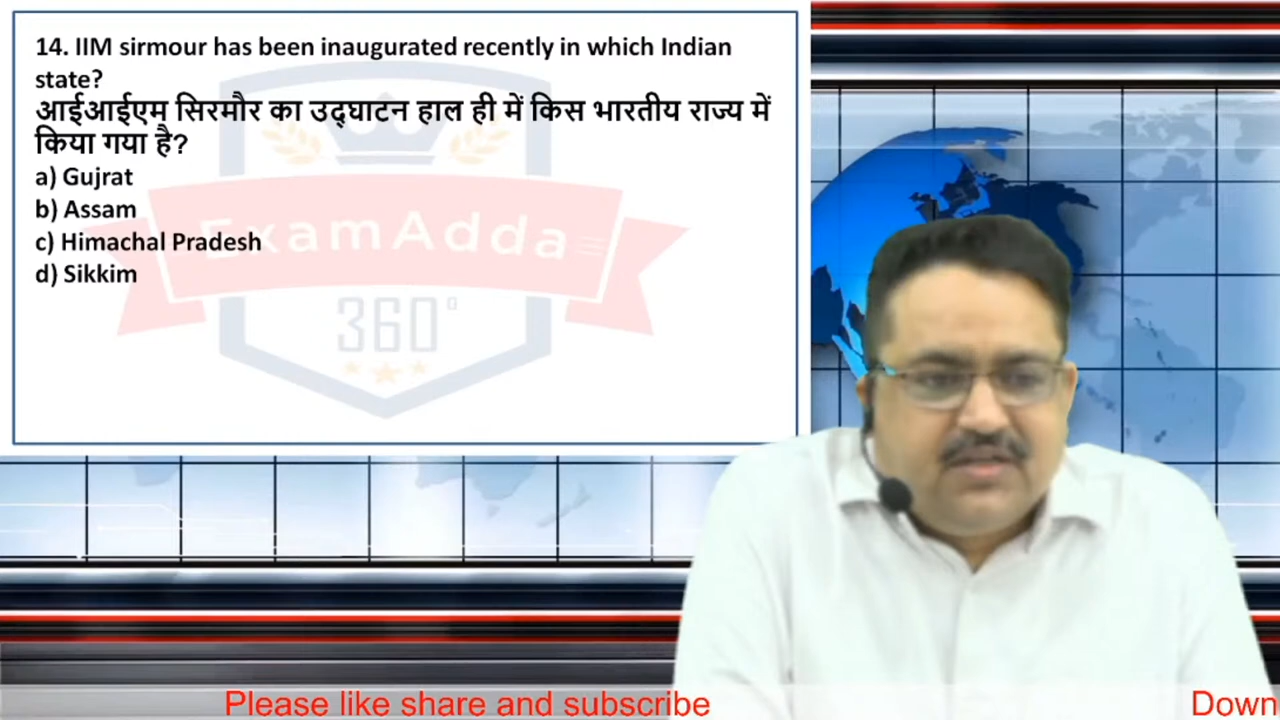 14. IIM sirmour has been inaugurated recently in which Indian
state?
आईआईएम सिरमौर का उद्घाटन हाल ही में किस भारतीय राज्य में
किया गया है?
a) Gujrat
b) Assam
c) Himachal Pradesh
d) Sikkim
ExamAdda
360°
Please like share and subscribe
Down